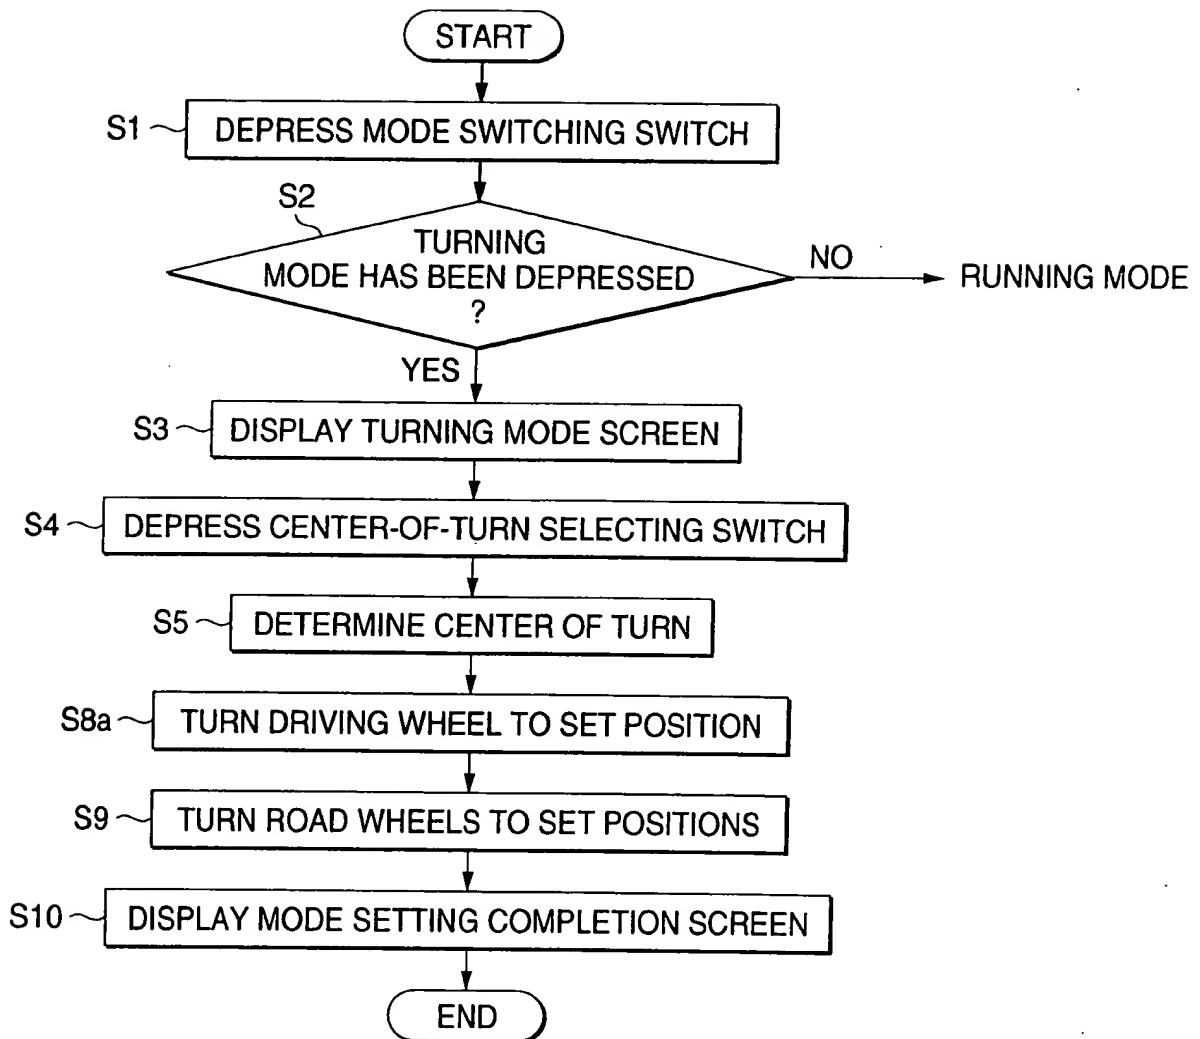 START
S1 DEPRESS MODE SWITCHING SWITCH
S2
TURNING
MODE HAS BEEN DEPRESSED
?
NO
RUNNING MODE
YES
S3 DISPLAY TURNING MODE SCREEN
S4 DEPRESS CENTER-OF-TURN SELECTING SWITCH
S5 DETERMINE CENTER OF TURN
S8a TURN DRIVING WHEEL TO SET POSITION
S9 TURN ROAD WHEELS TO SET POSITIONS
S10 DISPLAY MODE SETTING COMPLETION SCREEN
END